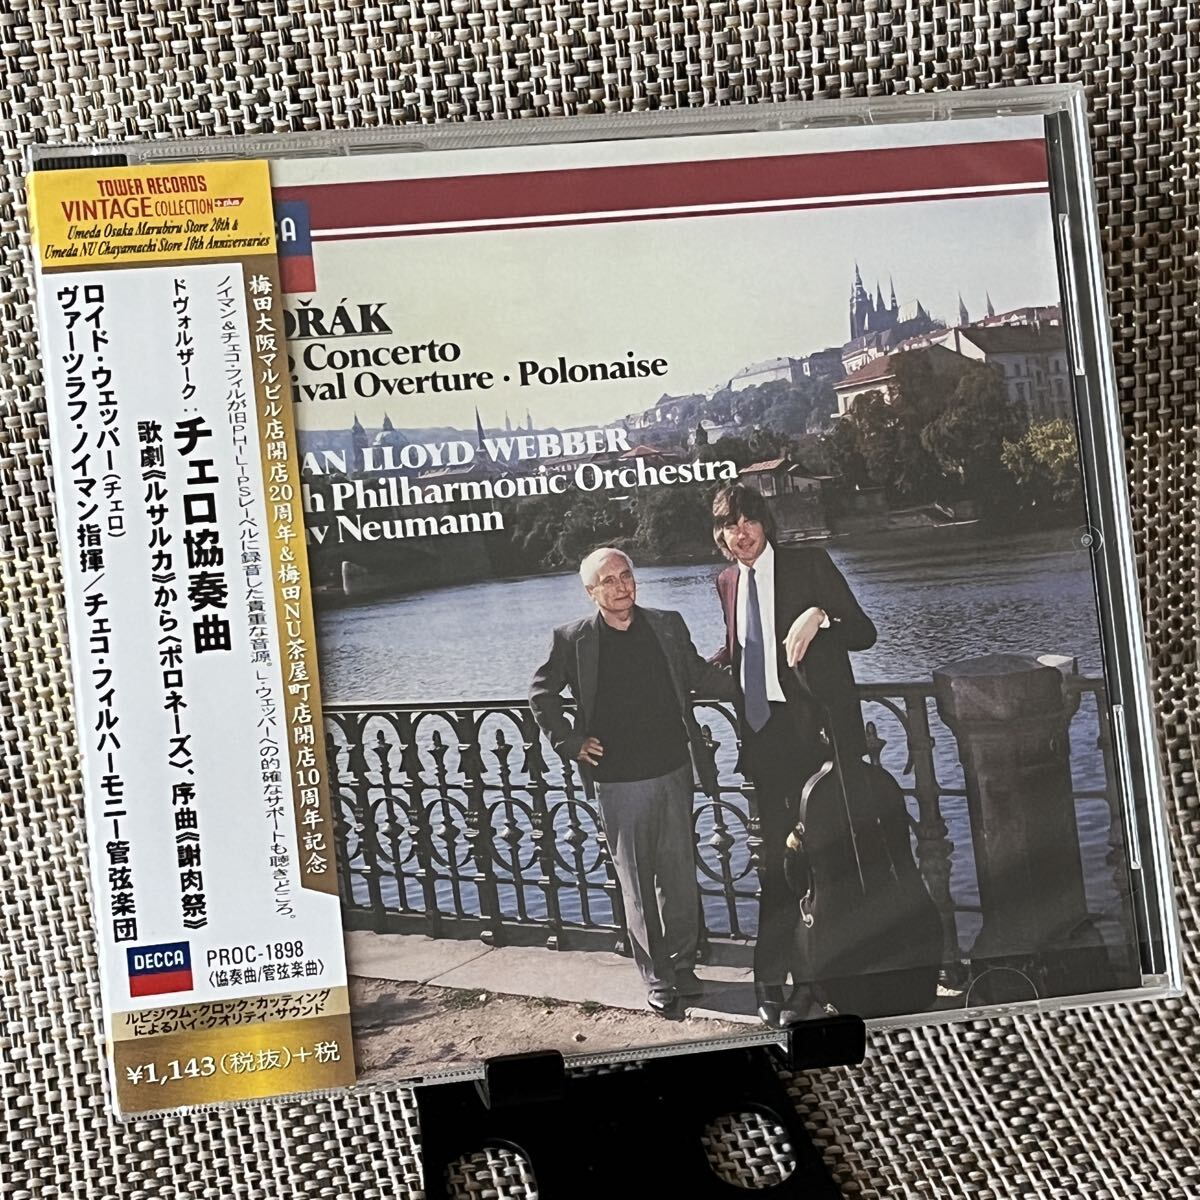 TOWER RECORDS
VINTAGE COLLECTION +plus
Umeda Osaka Marubiru Store 20th &
Umeda NU Chayamachi Store 10th Anniversaries
梅田大阪マルビル店開店20周年&梅田NU茶屋町店開店10周年記念
ノイマン&チェコ・フィルが旧PHILIPSレーベルに録音した貴重な音源。L・ウェッバーへの的確なサポートも聴きどころ。
ドヴォルザーク：チェロ協奏曲
歌劇《ルサルカ》から〈ポロネーズ〉、序曲《謝肉祭》
ロイド・ウェッバー(チェロ)
ヴァーツラフ・ノイマン指揮/チェコ・フィルハーモニー管弦楽団
DECCA
PROC-1898
〈協奏曲/管弦楽曲〉
ルビジウム・クロック・カッティング
によるハイ・クオリティ・サウンド
¥1,143(税抜)+税
A
OŘÁK
o Concerto
ival Overture · Polonaise
AN LLOYD WEBBER
h Philharmonic Orchestra
v Neumann